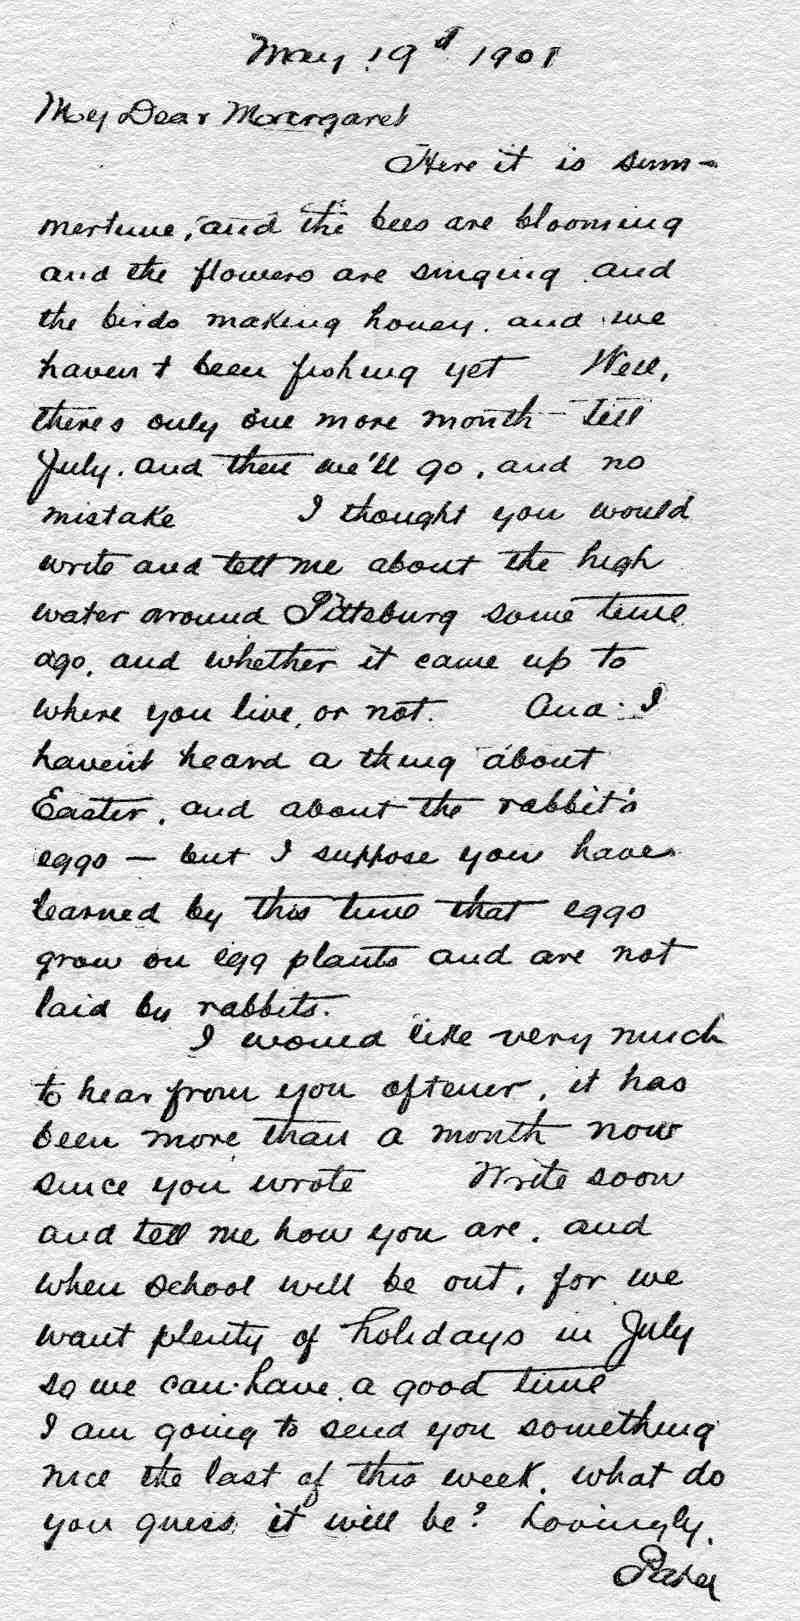 May 19d 1901
My Dear Margaret
Here it is sum-
mertime, and the bees are blooming
and the flowers are singing and
the birds making honey. and we
haven't been fishing yet Well,
theres only one more month till
July. and then we'll go, and no
mistake I thought you would
write and tell me about the high
water around Pittsburg some time
ago, and whether it came up to
where you live, or not. And I
haven't heard a thing about
Easter, and about the rabbit's
eggs — but I suppose you have
learned by this time that eggs
grow on egg plants and are not
laid by rabbits.
I would like very much
to hear from you oftener, it has
been more than a month now
since you wrote Write soon
and tell me how you are, and
when school will be out, for we
want plenty of holidays in July
so we can have a good time
I am going to send you something
nice the last of this week. What do
you guess it will be? Lovingly,
Papa